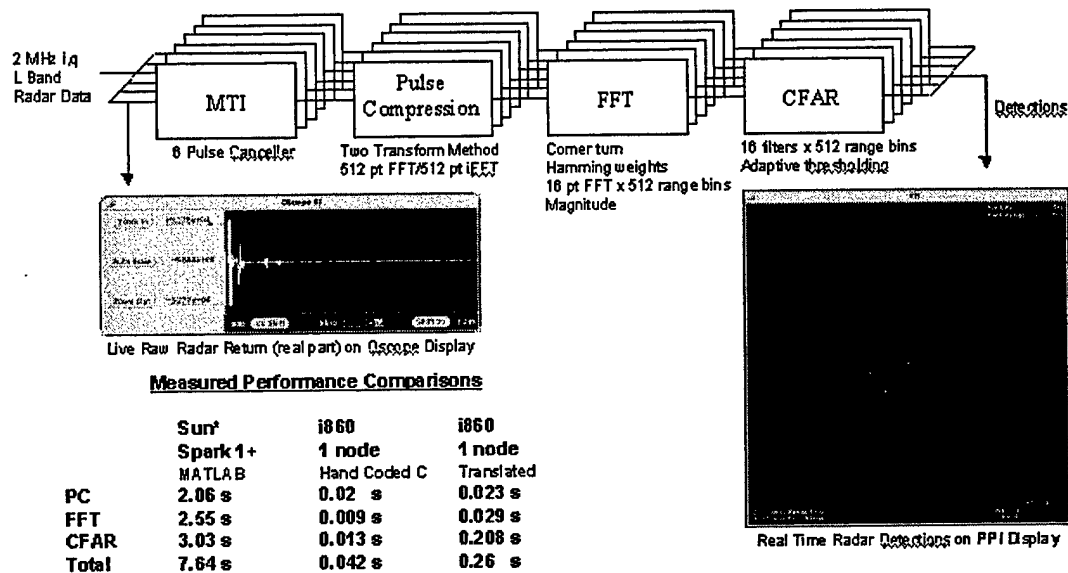 2 MHz i,q
L Band
Radar Data
MTI
Pulse
Compression
FFT
CFAR
Detections
6 Pulse Canceller
Two Transform Method
512 pt FFT/512 pt iFFT
Corner turn
Hamming weights
16 pt FFT x 512 range bins
Magnitude
16 filters x 512 range bins
Adaptive thresholding
Live Raw Radar Return (real part) on Oscope Display
Measured Performance Comparisons
Sun* i860 i860
Spark 1+ 1 node 1 node
MATLAB Hand Coded C Translated
PC 2.06 s 0.02 s 0.023 s
FFT 2.55 s 0.009 s 0.029 s
CFAR 3.03 s 0.013 s 0.208 s
Total 7.64 s 0.042 s 0.26 s
Real Time Radar Detections on PPI Display